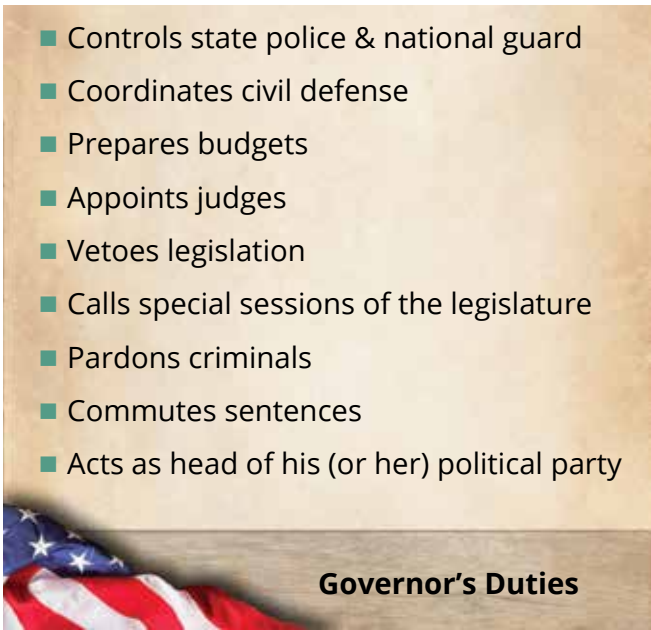 ■ Controls state police & national guard
■ Coordinates civil defense
■ Prepares budgets
■ Appoints judges
■ Vetoes legislation
■ Calls special sessions of the legislature
■ Pardons criminals
■ Commutes sentences
■ Acts as head of his (or her) political party
Governor’s Duties